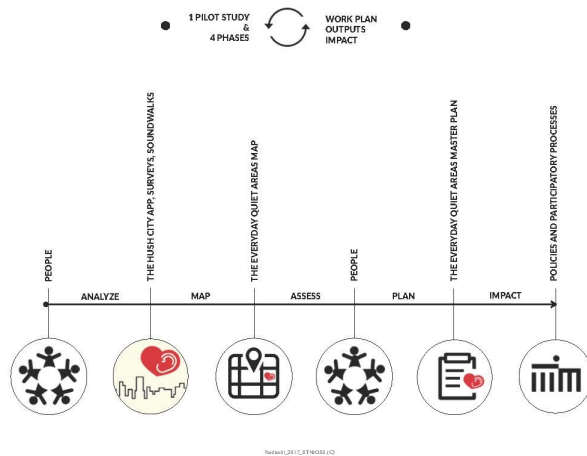 1 PILOT STUDY
&
4 PHASES
WORK PLAN
OUTPUTS
IMPACT
PEOPLE
THE HUSH CITY APP, SURVEYS, SOUNDWALKS
THE EVERYDAY QUIET AREAS MAP
PEOPLE
THE EVERYDAY QUIET AREAS MASTER PLAN
POLICIES AND PARTICIPATORY PROCESSES
ANALYZE
MAP
ASSESS
PLAN
IMPACT